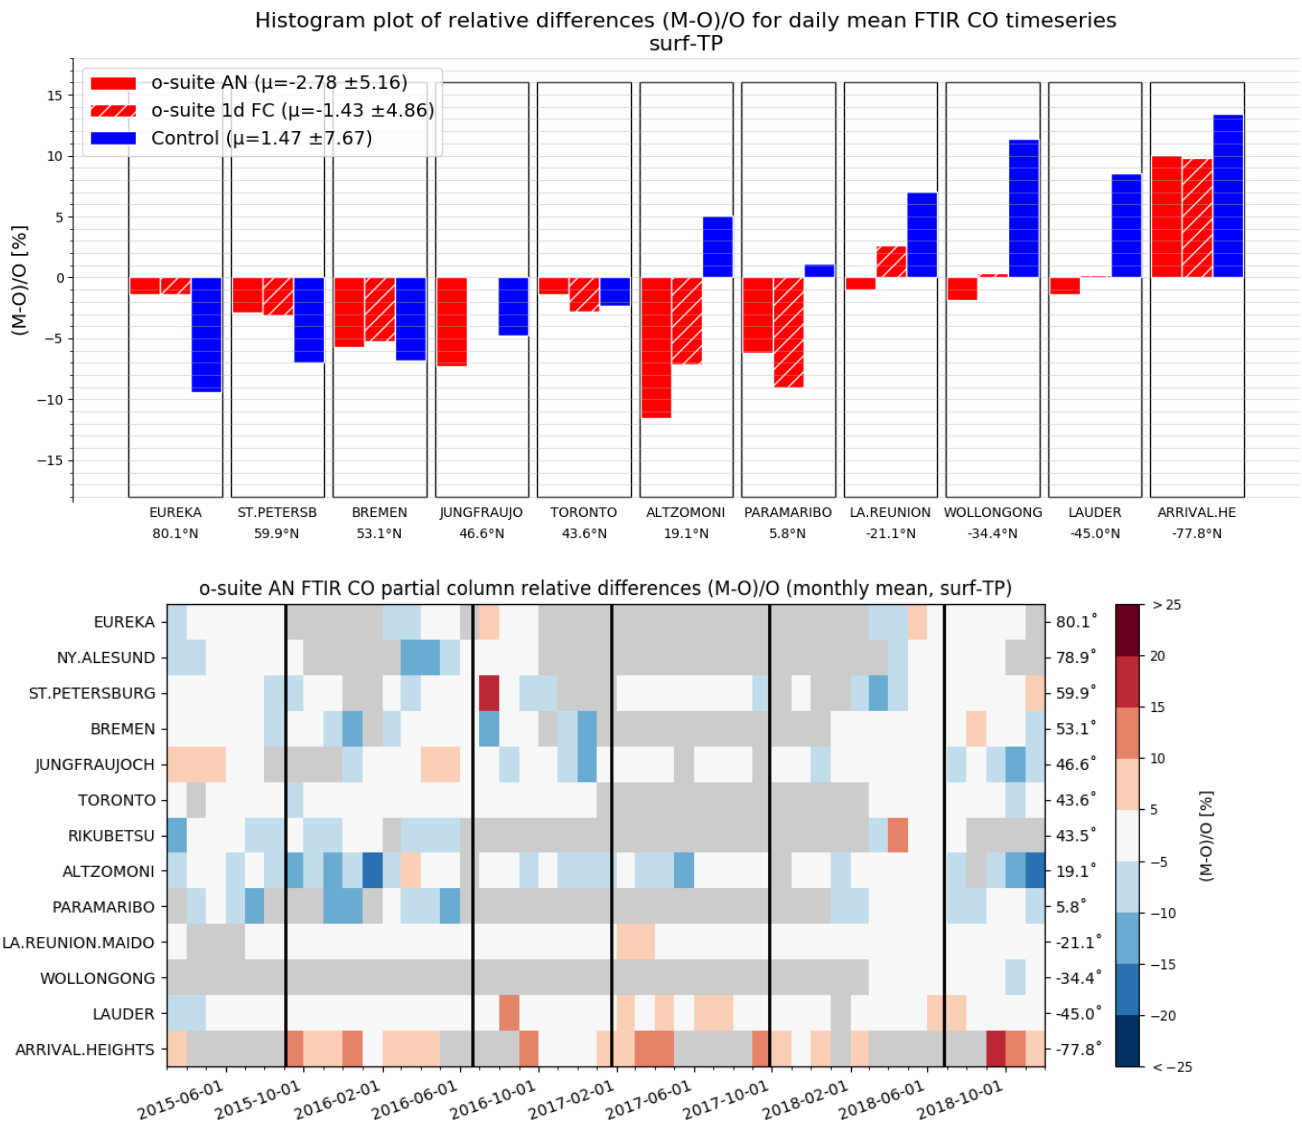 Histogram plot of relative differences (M-O)/O for daily mean FTIR CO timeseries
surf-TP
o-suite AN (μ=-2.78 ±5.16)
o-suite 1d FC (μ=-1.43 ±4.86)
Control (μ=1.47 ±7.67)
15
10
5
0
−5
−10
−15
(M-O)/O [%]
EUREKA ST.PETERSB BREMEN JUNGFRAUJO TORONTO ALTZOMONI PARAMARIBO LA.REUNION WOLLONGONG LAUDER ARRIVAL.HE
80.1°N 59.9°N 53.1°N 46.6°N 43.6°N 19.1°N 5.8°N -21.1°N -34.4°N -45.0°N -77.8°N
o-suite AN FTIR CO partial column relative differences (M-O)/O (monthly mean, surf-TP)
EUREKA 80.1˚
NY.ALESUND 78.9˚
ST.PETERSBURG 59.9˚
BREMEN 53.1˚
JUNGFRAUJOCH 46.6˚
TORONTO 43.6˚
RIKUBETSU 43.5˚
ALTZOMONI 19.1˚
PARAMARIBO 5.8˚
LA.REUNION.MAIDO -21.1˚
WOLLONGONG -34.4˚
LAUDER -45.0˚
ARRIVAL.HEIGHTS -77.8˚
2015-06-01 2015-10-01 2016-02-01 2016-06-01 2016-10-01 2017-02-01 2017-06-01 2017-10-01 2018-02-01 2018-06-01 2018-10-01
> 25
20
15
10
5
−5
−10
−15
−20
< −25
(M-O)/O [%]